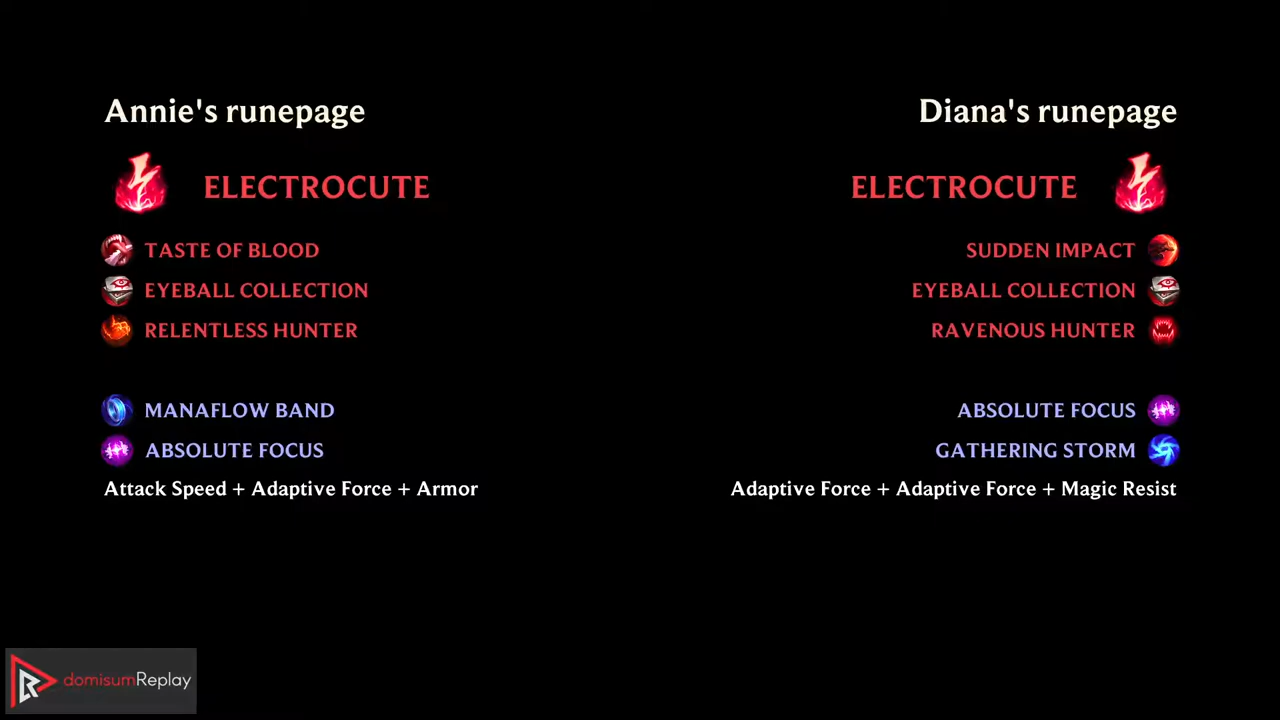 Annie's runepage
ELECTROCUTE
TASTE OF BLOOD
EYEBALL COLLECTION
RELENTLESS HUNTER
MANAFLOW BAND
ABSOLUTE FOCUS
Attack Speed + Adaptive Force + Armor
Diana's runepage
ELECTROCUTE
SUDDEN IMPACT
EYEBALL COLLECTION
RAVENOUS HUNTER
ABSOLUTE FOCUS
GATHERING STORM
Adaptive Force + Adaptive Force + Magic Resist
domisumReplay